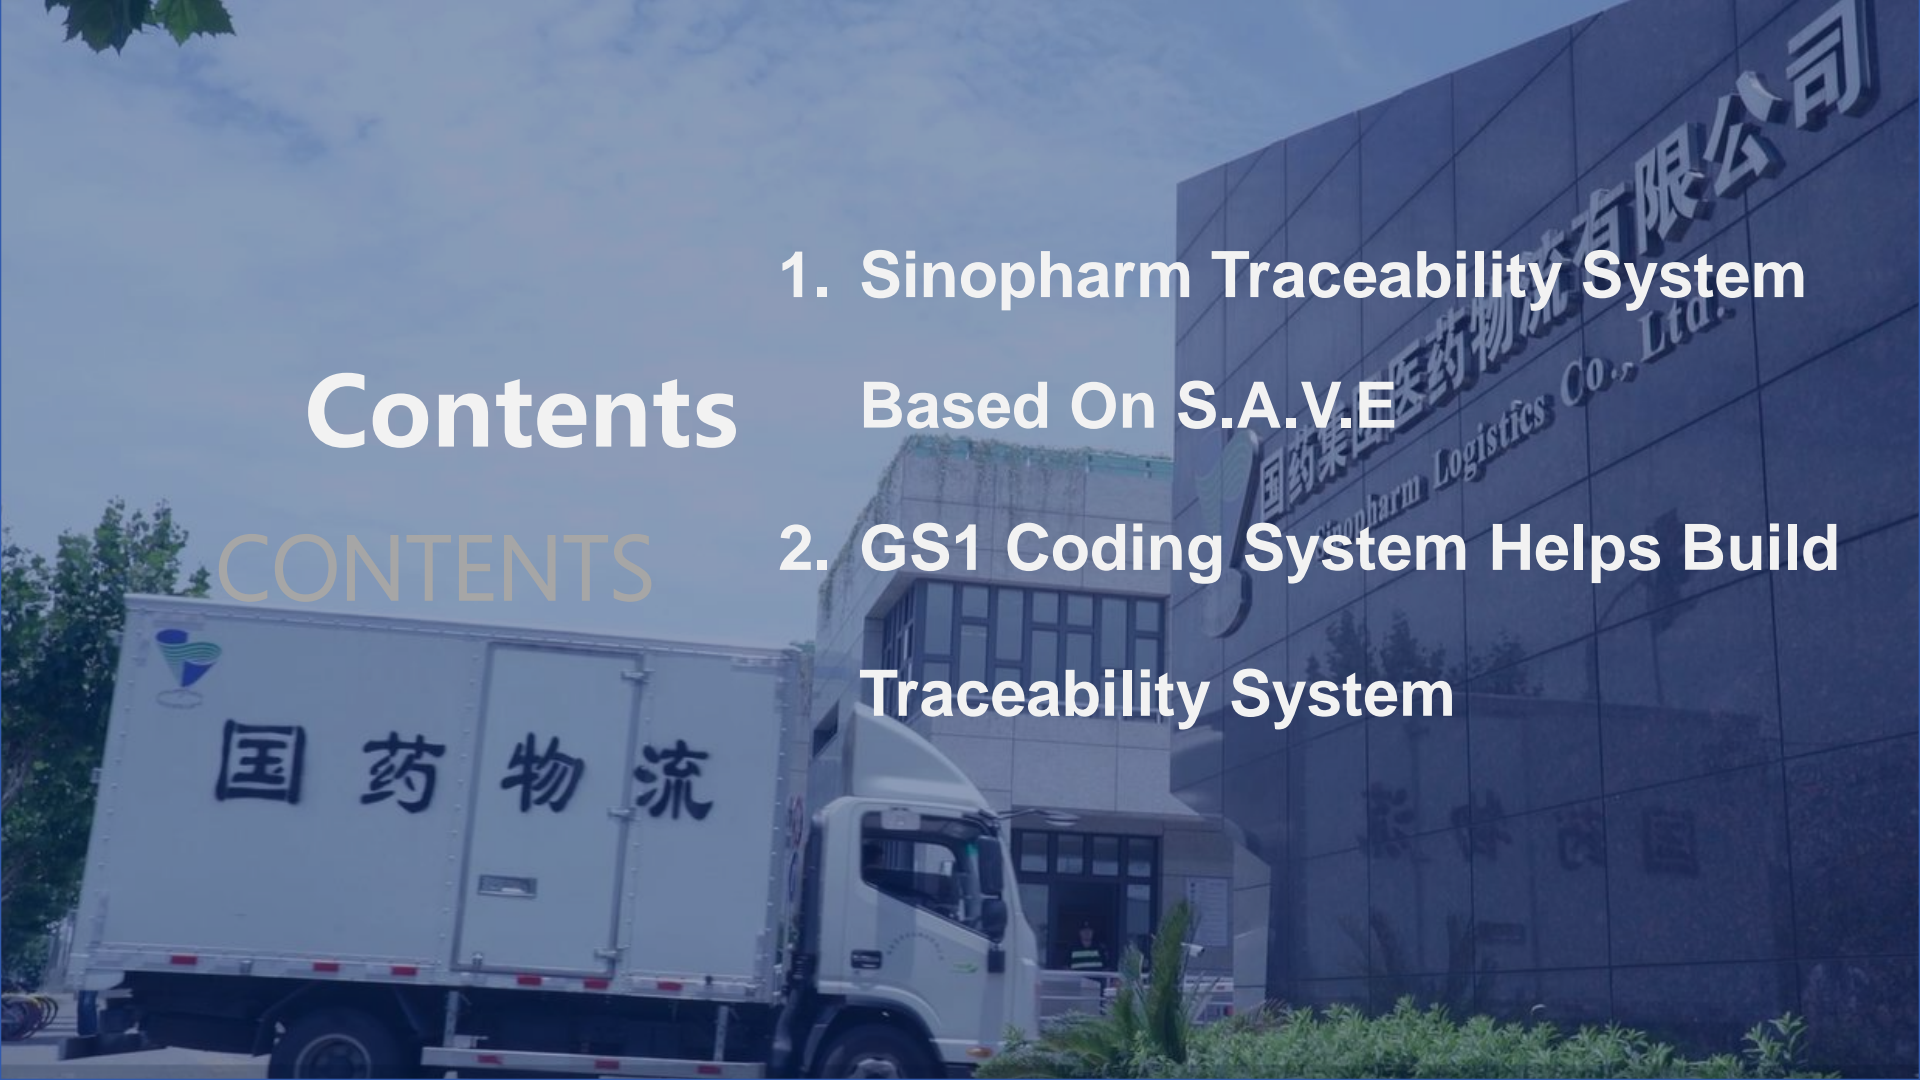 Contents
CONTENTS
1. Sinopharm Traceability System
Based On S.A.V.E
2. GS1 Coding System Helps Build
Traceability System
国药集团医药物流有限公司
Sinopharm Logistics Co., Ltd.
国药物流